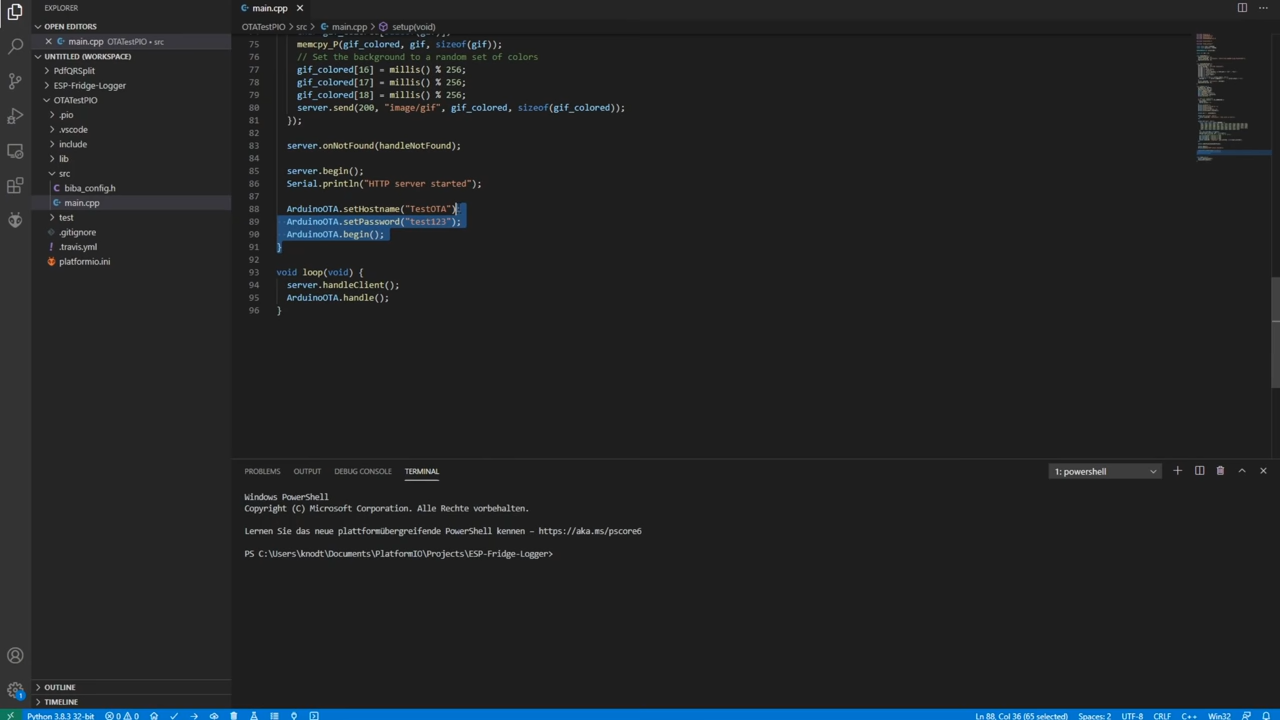 EXPLORER
OPEN EDITORS
main.cpp OTATestPIO • src
UNTITLED (WORKSPACE)
PdfQRSplit
ESP-Fridge-Logger
OTATestPIO
.pio
.vscode
include
lib
src
biba_config.h
main.cpp
test
.gitignore
.travis.yml
platformio.ini
OUTLINE
TIMELINE
main.cpp
OTATestPIO > src > main.cpp > setup(void)
75 memcpy_P(gif_colored, gif, sizeof(gif));
76 // Set the background to a random set of colors
77 gif_colored[16] = millis() % 256;
78 gif_colored[17] = millis() % 256;
79 gif_colored[18] = millis() % 256;
80 server.send(200, "image/gif", gif_colored, sizeof(gif_colored));
81 });
82
83 server.onNotFound(handleNotFound);
84
85 server.begin();
86 Serial.println("HTTP server started");
87
88 ArduinoOTA.setHostname("TestOTA");
89 ArduinoOTA.setPassword("test123");
90 ArduinoOTA.begin();
91 }
92
93 void loop(void) {
94 server.handleClient();
95 ArduinoOTA.handle();
96 }
PROBLEMS OUTPUT DEBUG CONSOLE TERMINAL 1: powershell
Windows PowerShell
Copyright (C) Microsoft Corporation. Alle Rechte vorbehalten.
Lernen Sie das neue plattformübergreifende PowerShell kennen – https://aka.ms/pscore6
PS C:\Users\knodt\Documents\PlatformIO\Projects\ESP-Fridge-Logger>
1
Python 3.8.3 32-bit 0 0 Ln 88, Col 36 (65 selected) Spaces: 2 UTF-8 CRLF C++ Win32